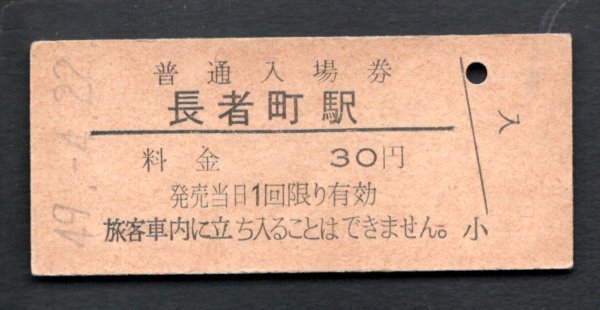 普通入場券
長者町駅
料金 30円
発売当日1回限り有効
旅客車内に立ち入ることはできません。
小
入
49.-4.22